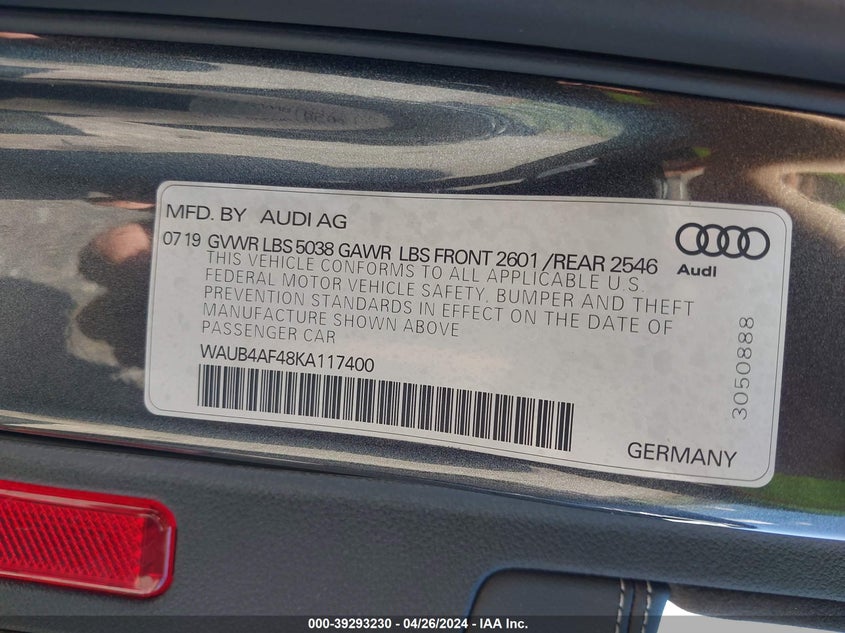 MFD. BY AUDI AG
07 19 GVWR LBS 5038 GAWR LBS FRONT 2601 /REAR 2546
THIS VEHICLE CONFORMS TO ALL APPLICABLE U.S.
FEDERAL MOTOR VEHICLE SAFETY, BUMPER AND THEFT
PREVENTION STANDARDS IN EFFECT ON THE DATE OF
MANUFACTURE SHOWN ABOVE
PASSENGER CAR
WAUB4AF48KA117400
Audi
3050888
GERMANY
000-39293230 - 04/26/2024 - IAA Inc.